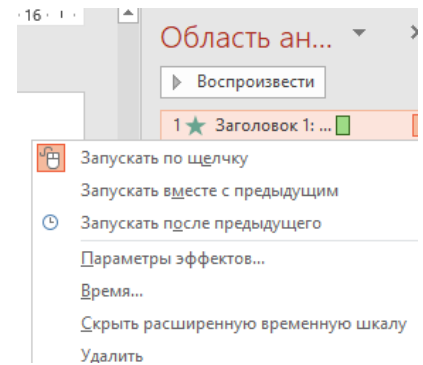 16
Область ан...
Воспроизвести
1 Заголовок 1: ...
Запускать по щелчку
Запускать вместе с предыдущим
Запускать после предыдущего
Параметры эффектов...
Время...
Скрыть расширенную временную шкалу
Удалить